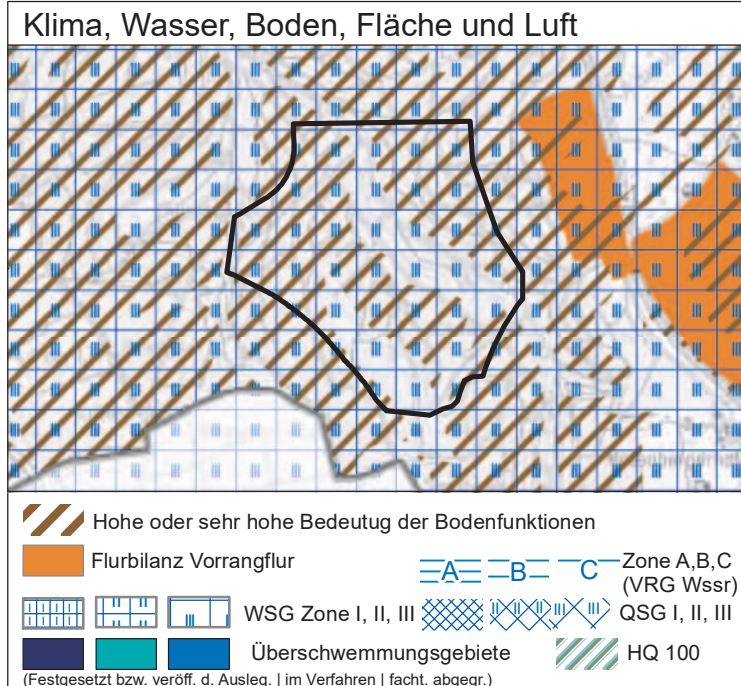 Klima, Wasser, Boden, Fläche und Luft
Hohe oder sehr hohe Bedeutug der Bodenfunktionen
Flurbilanz Vorrangflur
A B C Zone A,B,C
(VRG Wssr)
WSG Zone I, II, III
QSG I, II, III
Überschwemmungsgebiete
HQ 100
(Festgesetzt bzw. veröff. d. Ausleg. | im Verfahren | facht. abgegr.)